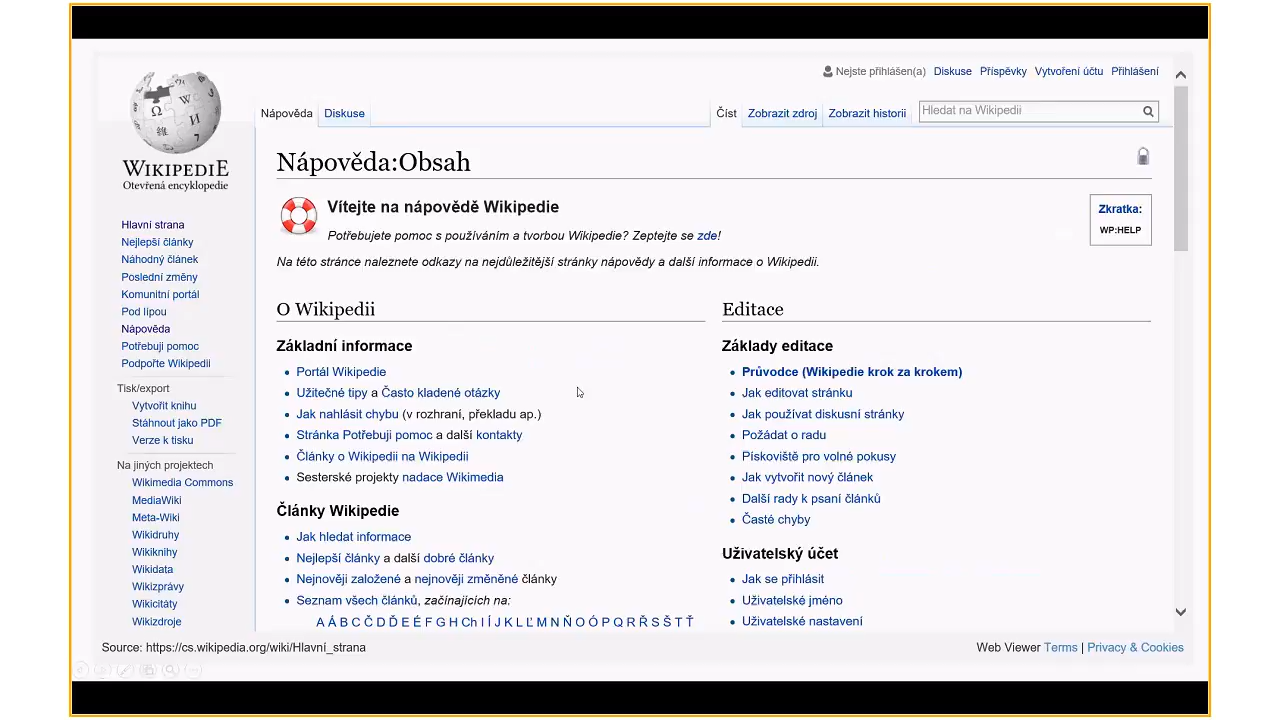 Nejste přihlášen(a) Diskuse Příspěvky Vytvoření účtu Přihlášení
Nápověda Diskuse Číst Zobrazit zdroj Zobrazit historii Hledat na Wikipedii
WIKIPEDIE
Otevřená encyklopedie
Hlavní strana
Nejlepší články
Náhodný článek
Poslední změny
Komunitní portál
Pod lípou
Nápověda
Potřebuji pomoc
Podpořte Wikipedii
Tisk/export
Vytvořit knihu
Stáhnout jako PDF
Verze k tisku
Na jiných projektech
Wikimedia Commons
MediaWiki
Meta-Wiki
Wikidruhy
Wikiknihy
Wikidata
Wikizprávy
Wikicitáty
Wikizdroje
Nápověda:Obsah
Vítejte na nápovědě Wikipedie
Potřebujete pomoc s používáním a tvorbou Wikipedie? Zeptejte se zde!
Zkratka:
WP:HELP
Na této stránce naleznete odkazy na nejdůležitější stránky nápovědy a další informace o Wikipedii.
O Wikipedii
Základní informace
Portál Wikipedie
Užitečné tipy a Často kladené otázky
Jak nahlásit chybu (v rozhraní, překladu ap.)
Stránka Potřebuji pomoc a další kontakty
Články o Wikipedii na Wikipedii
Sesterské projekty nadace Wikimedia
Články Wikipedie
Jak hledat informace
Nejlepší články a další dobré články
Nejnověji založené a nejnověji změněné články
Seznam všech článků, začínajících na:
A Á B C Č D Ď E É F G H Ch I Í J K L Ľ M N Ň O Ó P Q R Ř S Š T Ť
Editace
Základy editace
Průvodce (Wikipedie krok za krokem)
Jak editovat stránku
Jak používat diskusní stránky
Požádat o radu
Pískoviště pro volné pokusy
Jak vytvořit nový článek
Další rady k psaní článků
Časté chyby
Uživatelský účet
Jak se přihlásit
Uživatelské jméno
Uživatelské nastavení
Source: https://cs.wikipedia.org/wiki/Hlavní_strana
Web Viewer Terms | Privacy & Cookies